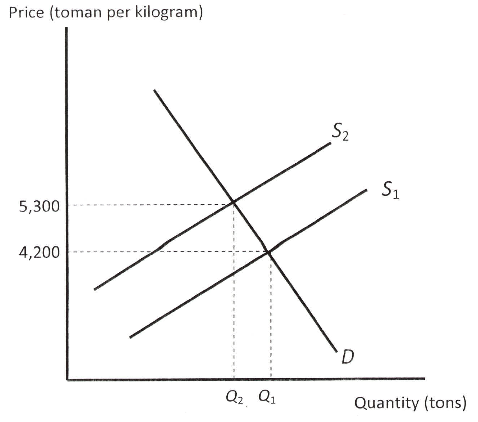 Price (toman per kilogram)
S₂
S₁
5,300
4,200
D
Q₂ Q₁
Quantity (tons)